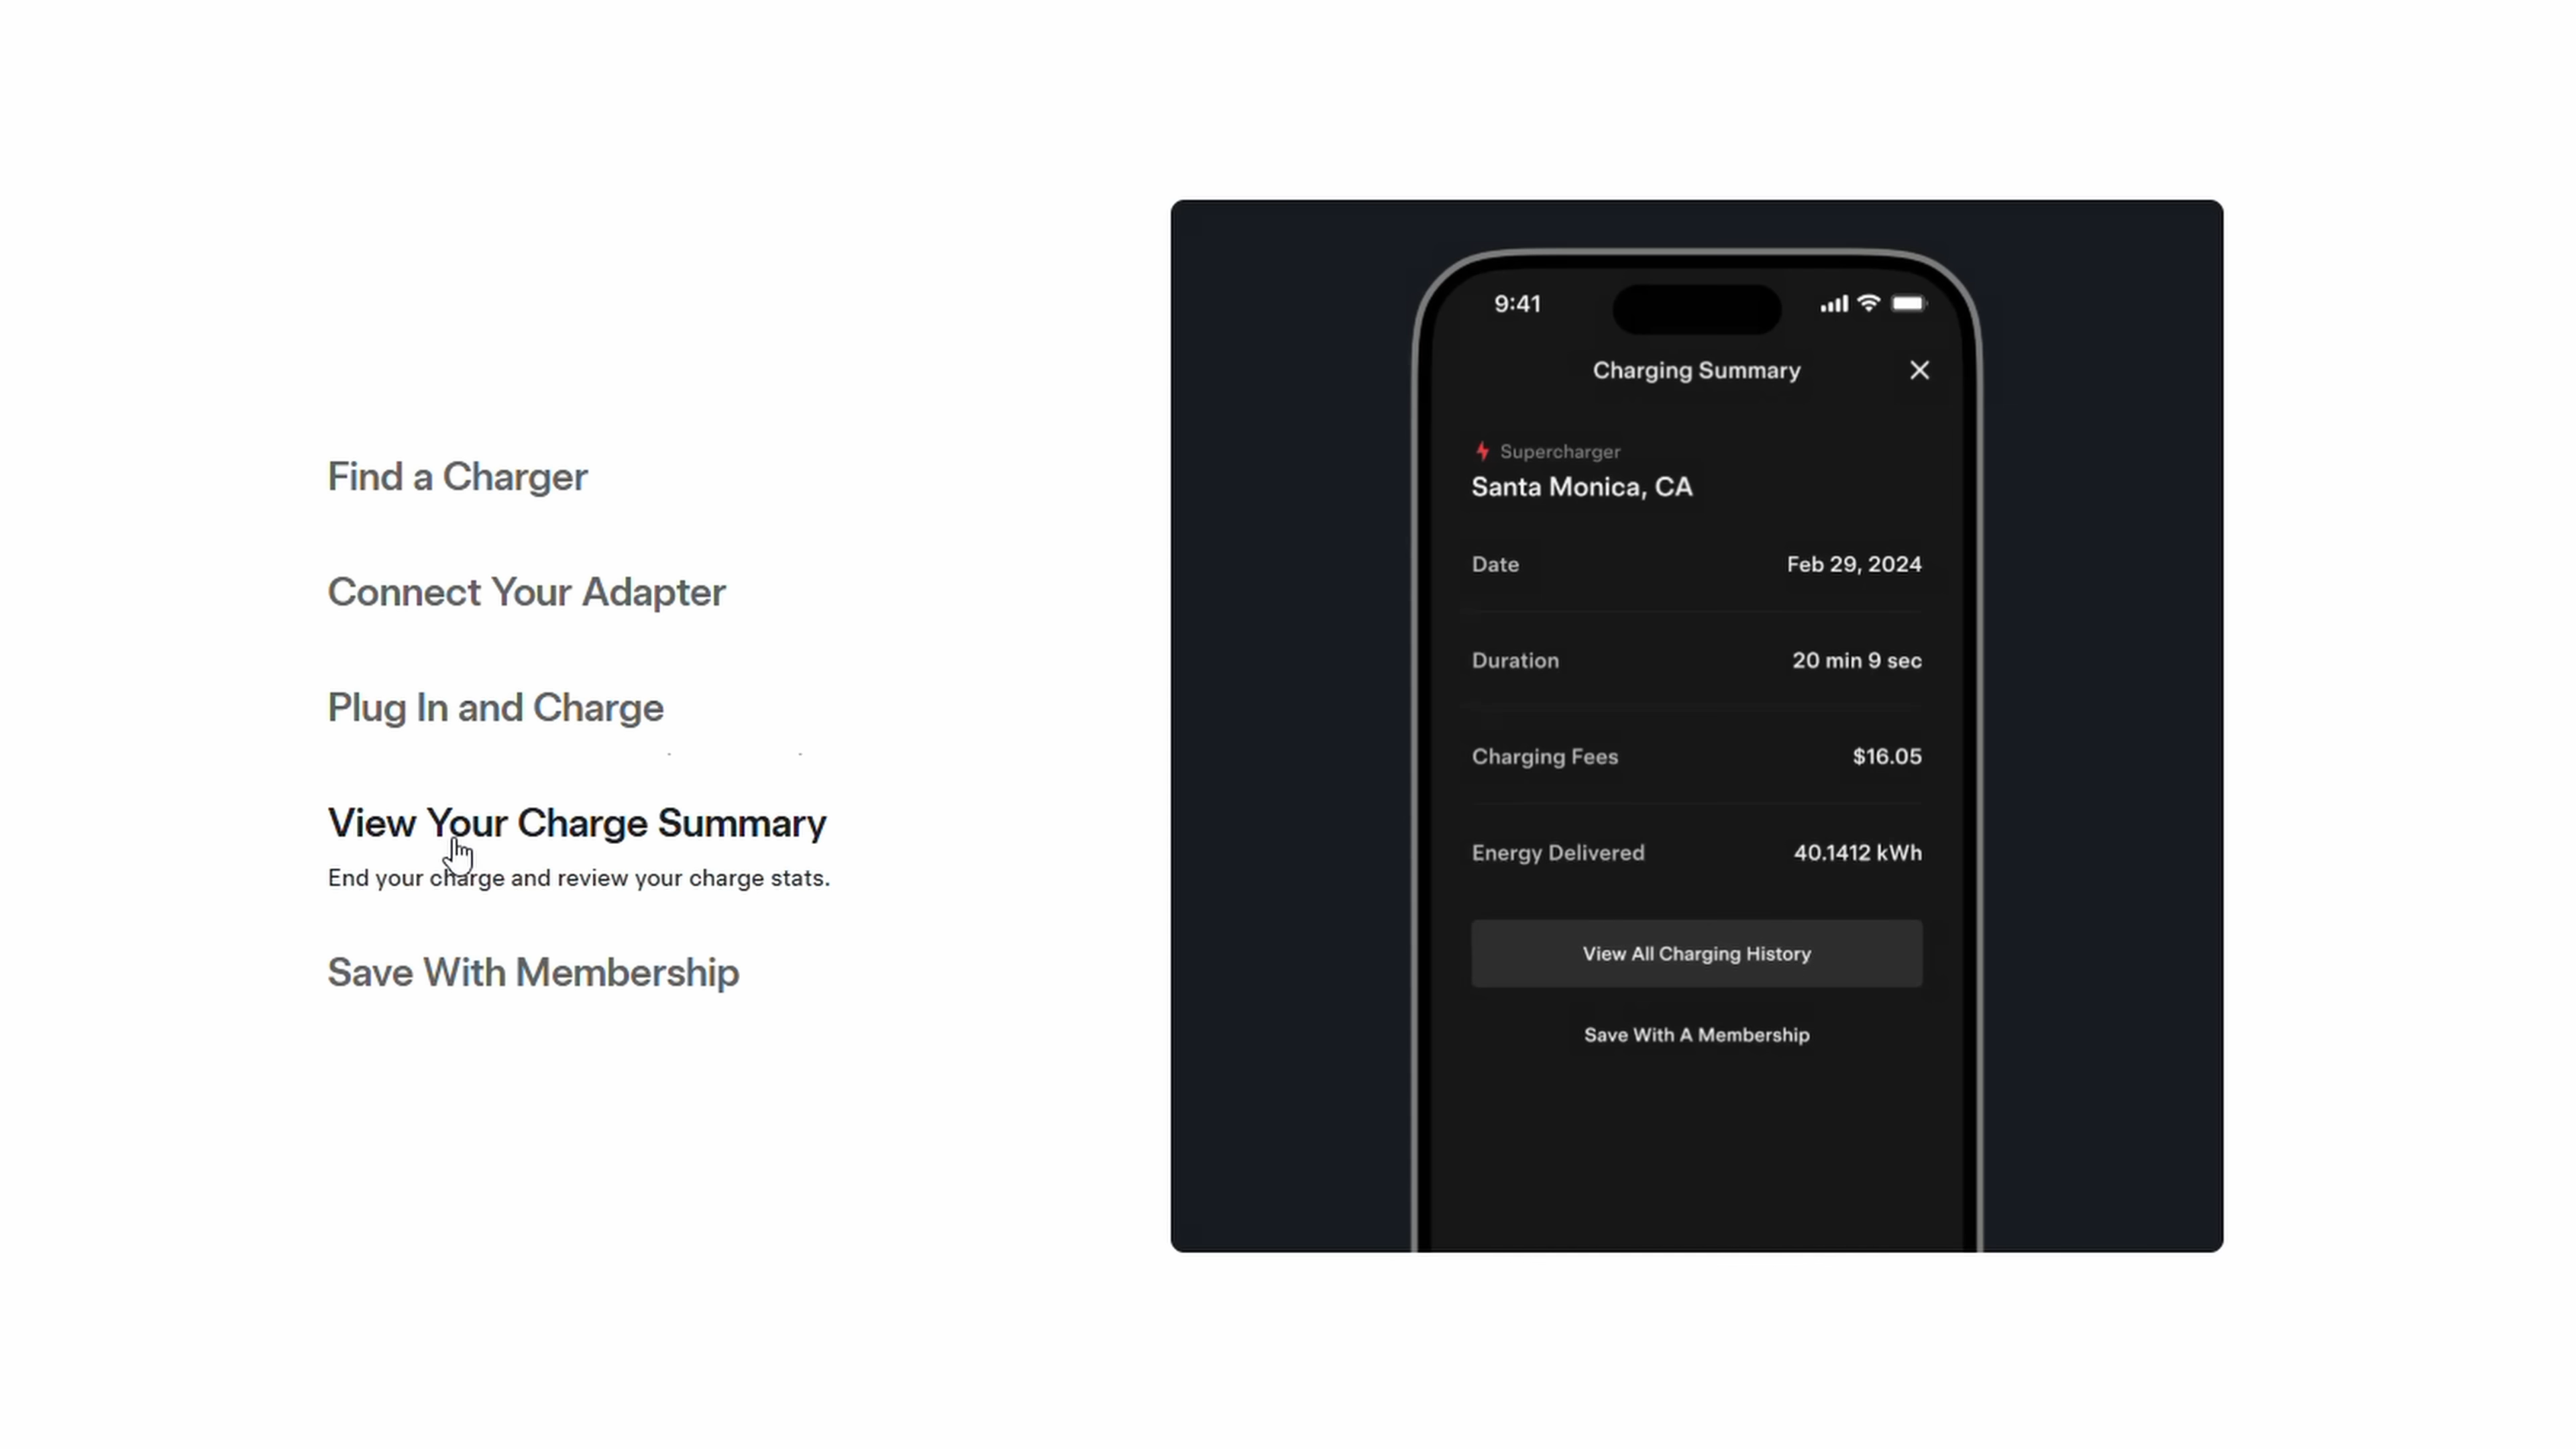 Find a Charger
Connect Your Adapter
Plug In and Charge
View Your Charge Summary
End your charge and review your charge stats.
Save With Membership
9:41
Charging Summary
Supercharger
Santa Monica, CA
Date Feb 29, 2024
Duration 20 min 9 sec
Charging Fees $16.05
Energy Delivered 40.1412 kWh
View All Charging History
Save With A Membership